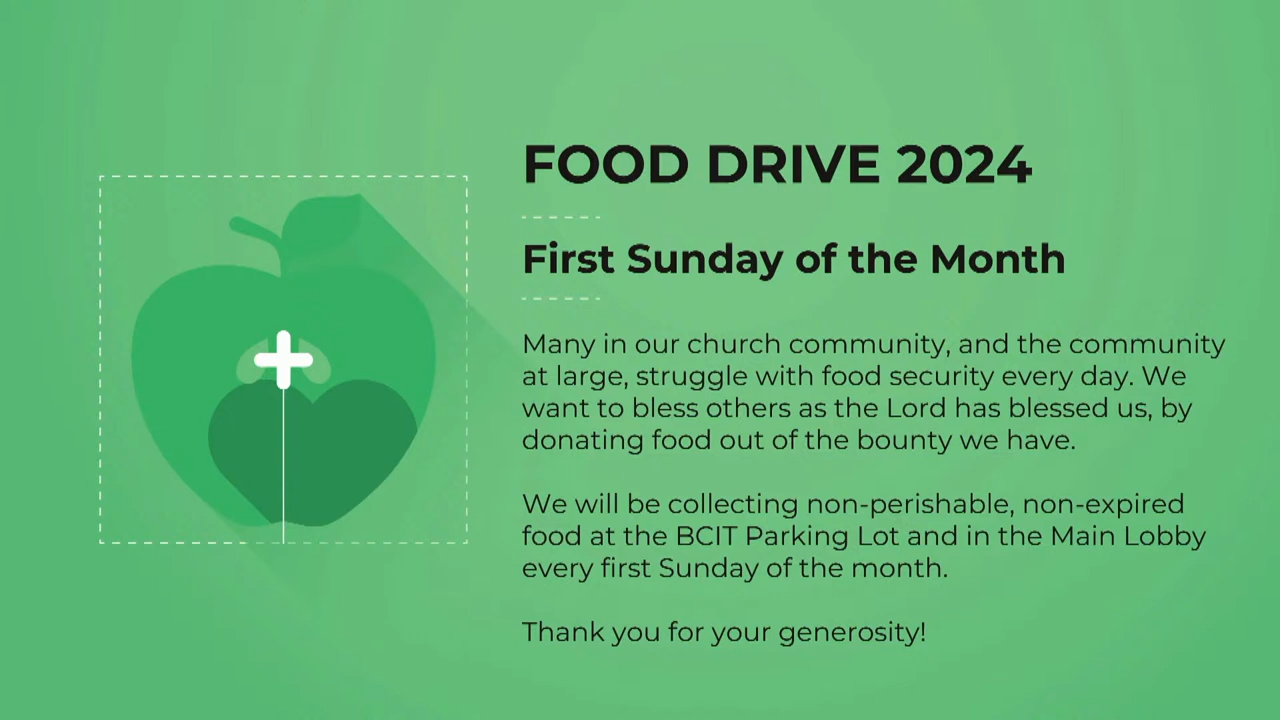 FOOD DRIVE 2024
First Sunday of the Month
Many in our church community, and the community
at large, struggle with food security every day. We
want to bless others as the Lord has blessed us, by
donating food out of the bounty we have.
We will be collecting non-perishable, non-expired
food at the BCIT Parking Lot and in the Main Lobby
every first Sunday of the month.
Thank you for your generosity!